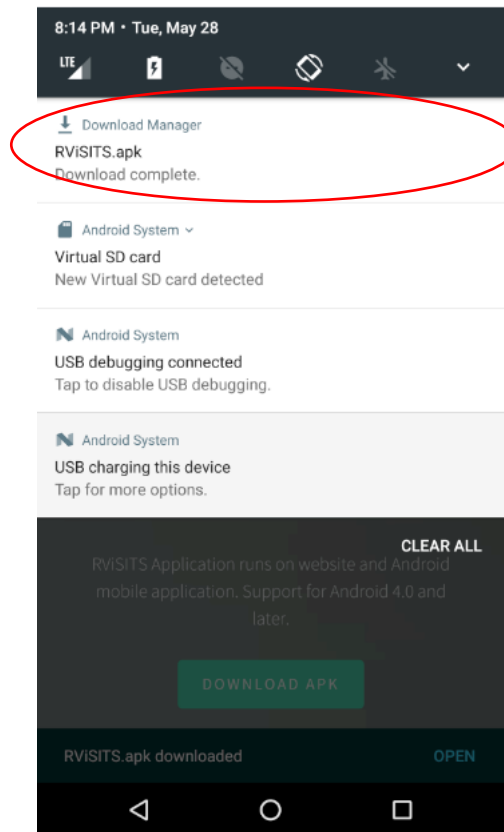 8:14 PM • Tue, May 28
LTE
Download Manager
RViSITS.apk
Download complete.
Android System
Virtual SD card
New Virtual SD card detected
Android System
USB debugging connected
Tap to disable USB debugging.
Android System
USB charging this device
Tap for more options.
CLEAR ALL
RViSITS Application runs on website and Android
mobile application. Support for Android 4.0 and
later.
DOWNLOAD APK
RViSITS.apk downloaded OPEN